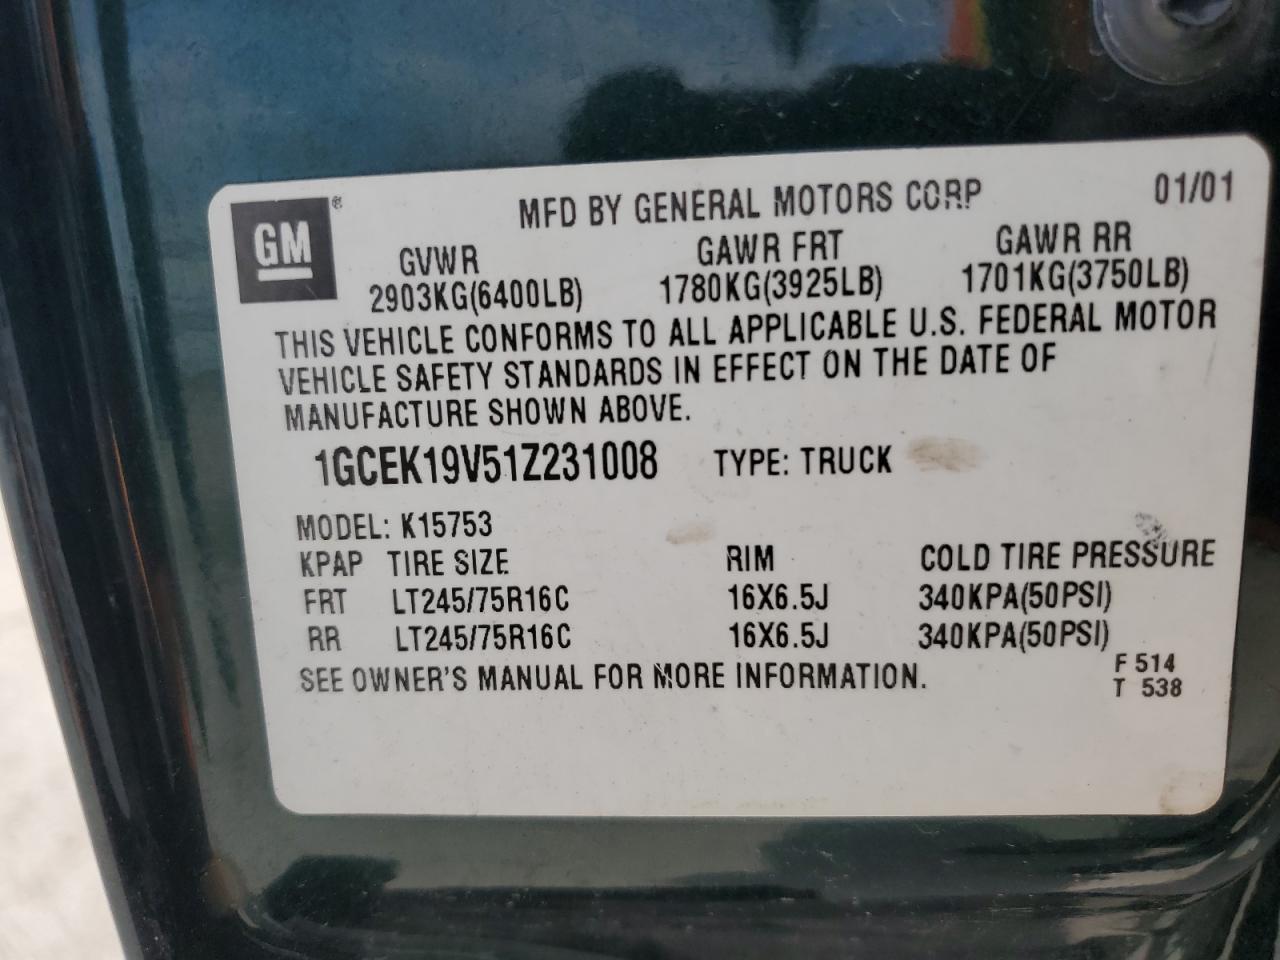 GM ® MFD BY GENERAL MOTORS CORP 01/01
GVWR GAWR FRT GAWR RR
2903KG(6400LB) 1780KG(3925LB) 1701KG(3750LB)
THIS VEHICLE CONFORMS TO ALL APPLICABLE U.S. FEDERAL MOTOR
VEHICLE SAFETY STANDARDS IN EFFECT ON THE DATE OF
MANUFACTURE SHOWN ABOVE.
1GCEK19V51Z231008 TYPE: TRUCK
MODEL: K15753
KPAP TIRE SIZE RIM COLD TIRE PRESSURE
FRT LT245/75R16C 16X6.5J 340KPA(50PSI)
RR LT245/75R16C 16X6.5J 340KPA(50PSI)
SEE OWNER'S MANUAL FOR MORE INFORMATION. F 514
T 538